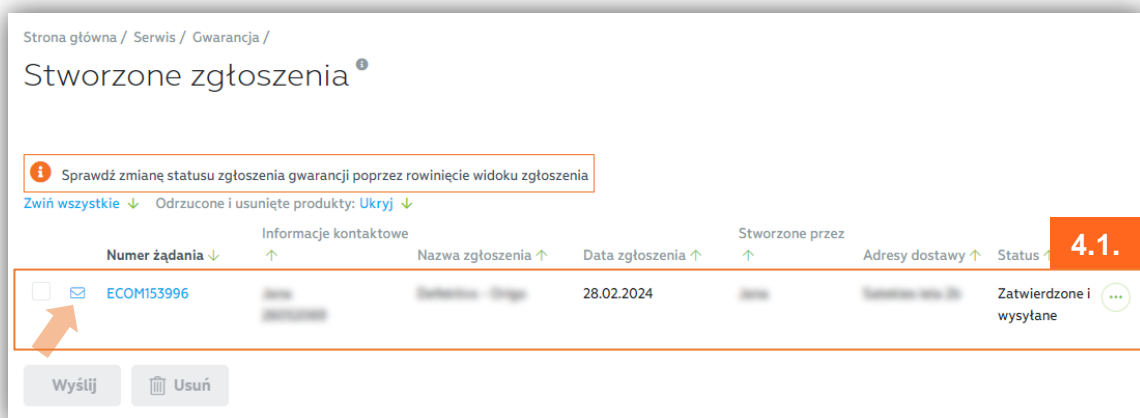 Strona główna / Serwis / Gwarancja /
Stworzone zgłoszenia
Sprawdź zmianę statusu zgłoszenia gwarancji poprzez rowinięcie widoku zgłoszenia
Zwiń wszystkie ↓ Odrzucone i usunięte produkty: Ukryj ↓
Numer żądania ↓ Informacje kontaktowe ↑ Nazwa zgłoszenia ↑ Data zgłoszenia ↑ Stworzone przez ↑ Adresy dostawy ↑ Status ↑
4.1.
ECOM153996 28.02.2024 Zatwierdzone i
wysyłane
Wyślij Usuń